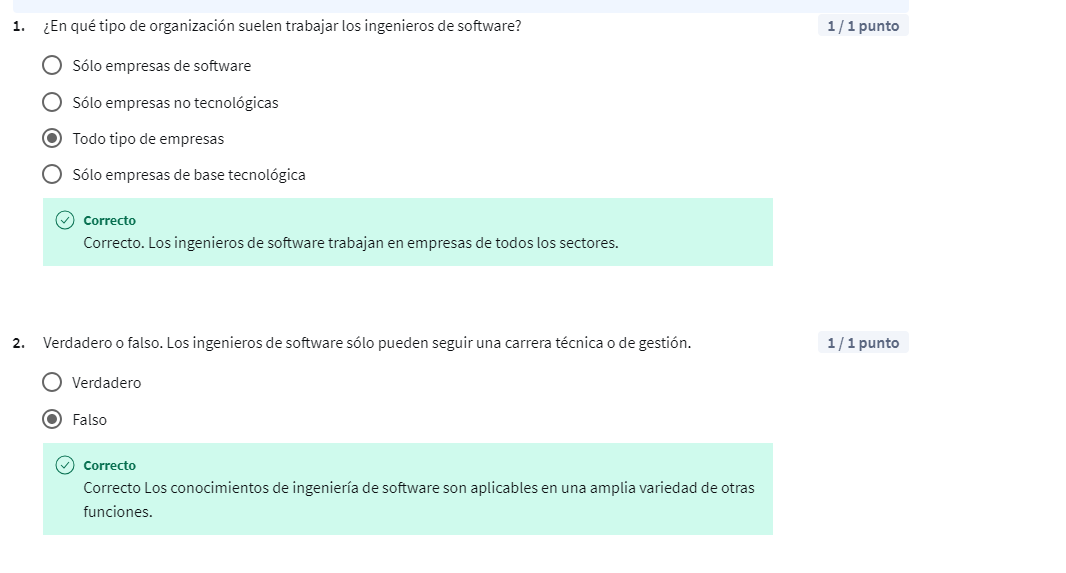 1. ¿En qué tipo de organización suelen trabajar los ingenieros de software? 1 / 1 punto
Sólo empresas de software
Sólo empresas no tecnológicas
Todo tipo de empresas
Sólo empresas de base tecnológica
Correcto
Correcto. Los ingenieros de software trabajan en empresas de todos los sectores.
2. Verdadero o falso. Los ingenieros de software sólo pueden seguir una carrera técnica o de gestión. 1 / 1 punto
Verdadero
Falso
Correcto
Correcto Los conocimientos de ingeniería de software son aplicables en una amplia variedad de otras
funciones.